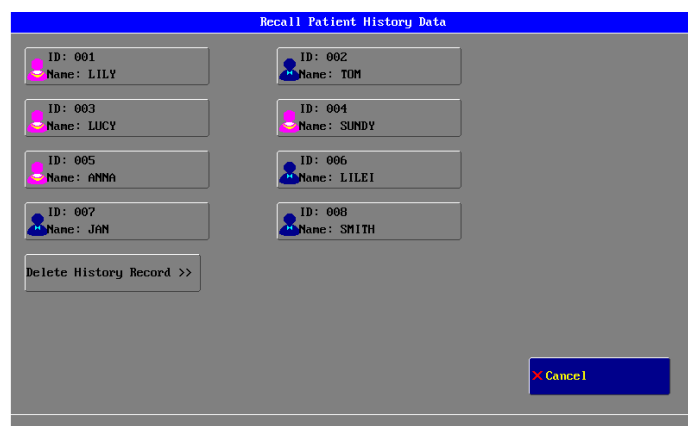 Recall Patient History Data
ID: 001
Name: LILY
ID: 002
Name: TOM
ID: 003
Name: LUCY
ID: 004
Name: SUNDY
ID: 005
Name: ANNA
ID: 006
Name: LILEI
ID: 007
Name: JAN
ID: 008
Name: SMITH
Delete History Record >>
Cancel